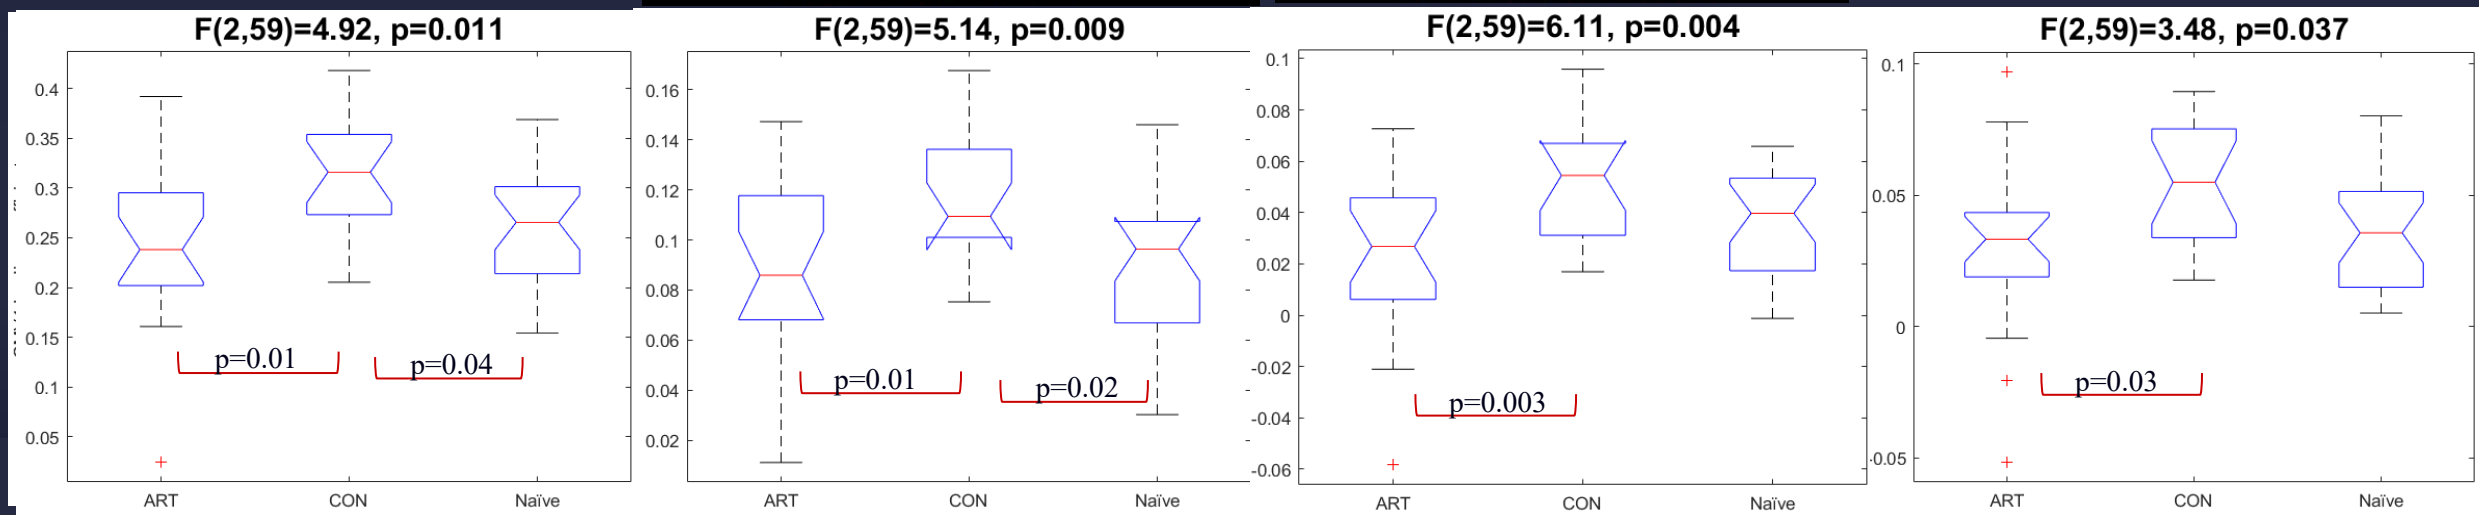 F(2,59)=4.92, p=0.011
0.4
0.35
0.3
0.25
0.2
0.15
0.1
0.05
p=0.01
p=0.04
ART CON Naïve
F(2,59)=5.14, p=0.009
0.16
0.14
0.12
0.1
0.08
0.06
0.04
0.02
p=0.01
p=0.02
ART CON Naïve
F(2,59)=6.11, p=0.004
0.1
0.08
0.06
0.04
0.02
0
-0.02
-0.04
-0.06
p=0.003
ART CON Naïve
F(2,59)=3.48, p=0.037
0.1
0.05
0
-0.05
p=0.03
ART CON Naïve